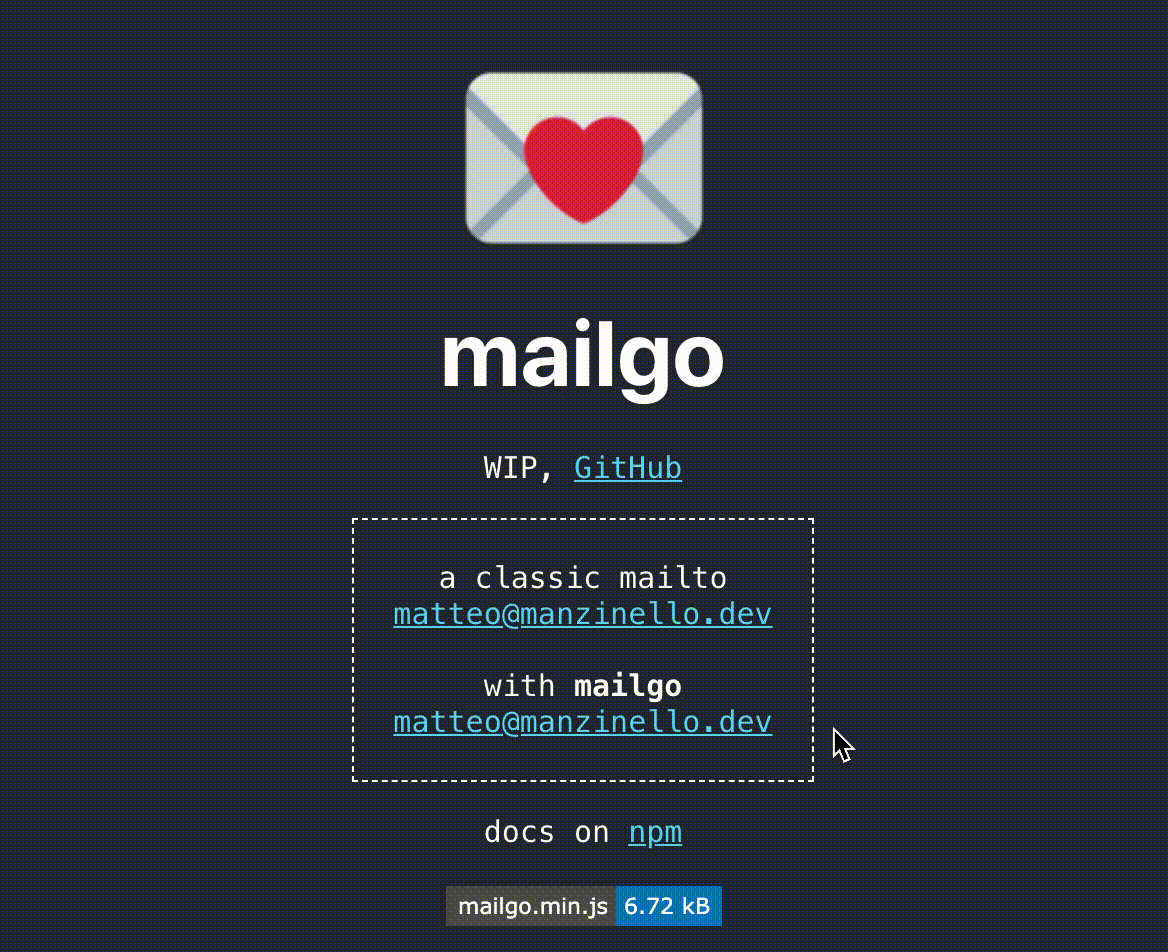 mailgo
WIP, GitHub
a classic mailto
matteo@manzinello.dev
with mailgo
matteo@manzinello.dev
docs on npm
mailgo.min.js 6.72 kB